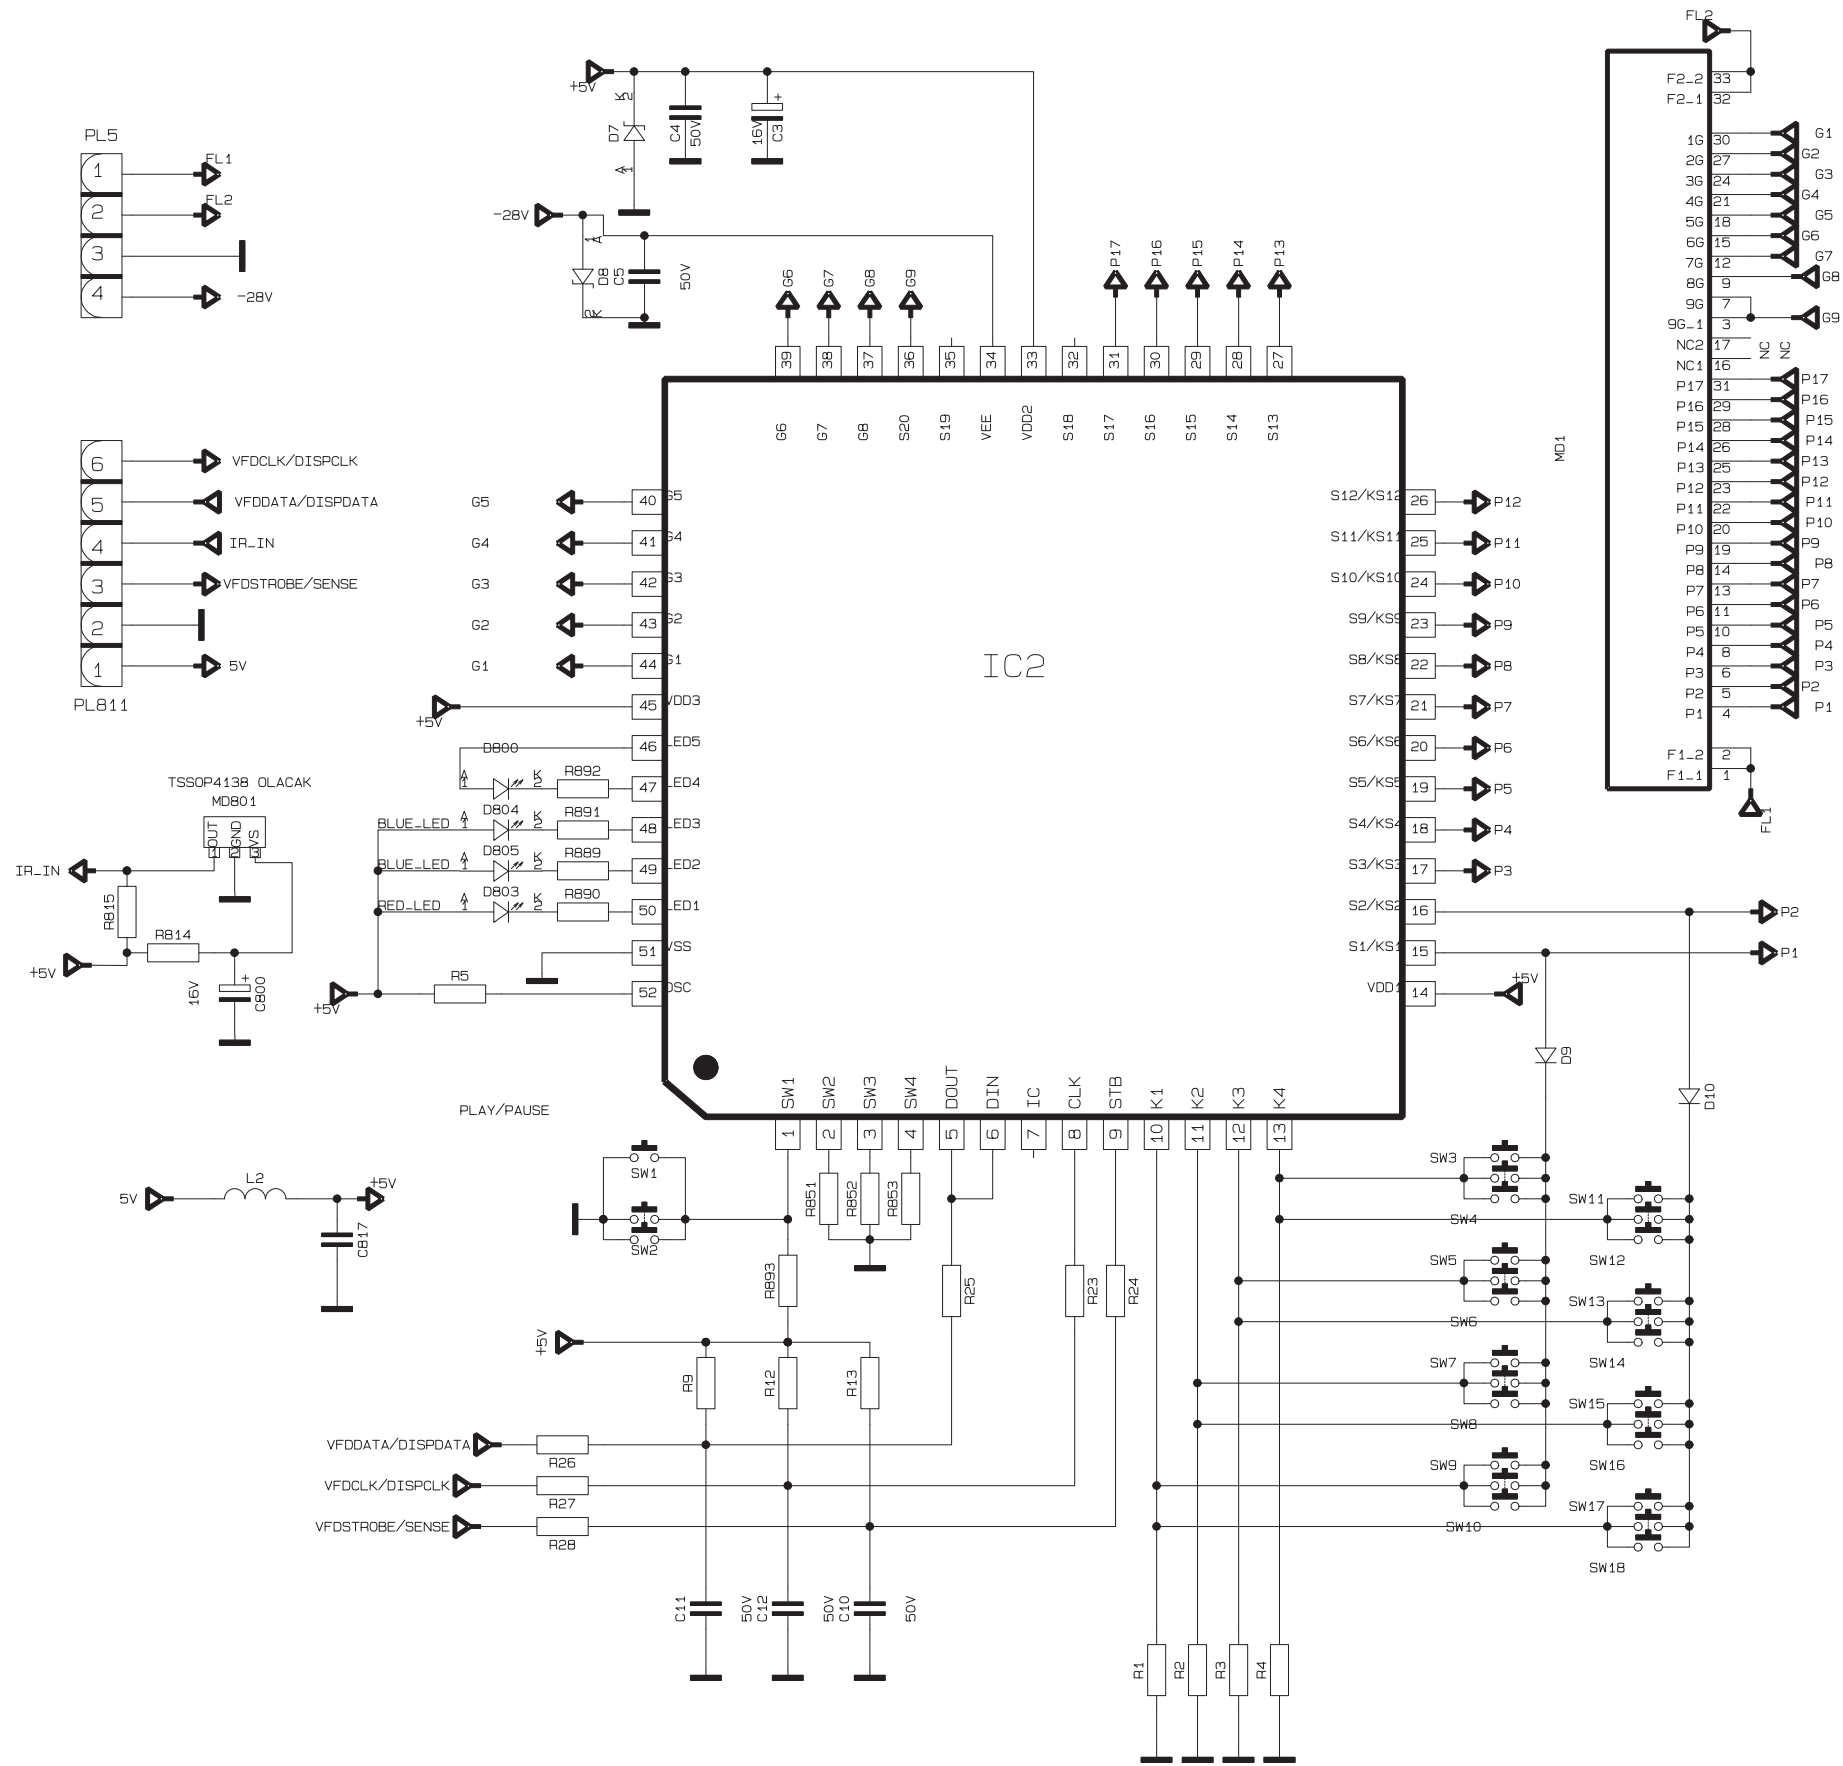 PL5
1
FL1
2
FL2
3
4
-28V
6
VFDCLK/DISPCLK
5
VFDDATA/DISPDATA
4
IR_IN
3
VFDSTROBE/SENSE
2
1
5V
PL811
TSSOP4138 OLACAK
MD801
OUT
GND
VS
1
2
3
IR_IN
R815
R814
+5V
16V
+
C800
5V
L2
+5V
C817
+5V
K
2
D7
A
1
C4
50V
16V
+
C3
-28V
1
A
D8
C5
50V
2
K
G6
G7
G8
G9
P17
P16
P15
P14
P13
39
38
37
36
35
34
33
32
31
30
29
28
27
G6
G7
G8
S20
S19
VEE
VDD2
S18
S17
S16
S15
S14
S13
G5
40
G5
G4
41
G4
G3
42
G3
G2
43
G2
G1
44
G1
+5V
45
VDD3
D800
46
LED5
A
1
K
2
R892
47
LED4
BLUE_LED
A
1
D804
K
2
R891
48
LED3
BLUE_LED
A
1
D805
K
2
R889
49
LED2
RED_LED
A
1
D803
K
2
R890
50
LED1
51
VSS
+5V
R5
52
OSC
IC2
S12/KS12
26
P12
S11/KS11
25
P11
S10/KS10
24
P10
S9/KS9
23
P9
S8/KS8
22
P8
S7/KS7
21
P7
S6/KS6
20
P6
S5/KS5
19
P5
S4/KS4
18
P4
S3/KS3
17
P3
S2/KS2
16
P2
S1/KS1
15
P1
VDD1
14
+5V
D9
D10
SW1
SW2
SW3
SW4
DOUT
DIN
IC
CLK
STB
K1
K2
K3
K4
1
2
3
4
5
6
7
8
9
10
11
12
13
PLAY/PAUSE
SW1
SW2
R851
R852
R853
R893
R25
R23
R24
+5V
R9
R12
R13
VFDDATA/DISPDATA
R26
VFDCLK/DISPCLK
R27
VFDSTROBE/SENSE
R28
C11
50V
C12
50V
C10
50V
R1
R2
R3
R4
SW3
SW4
SW11
SW12
SW5
SW6
SW13
SW14
SW7
SW8
SW15
SW16
SW9
SW10
SW17
SW18
MD1
FL2
F2_2 33
F2_1 32
1G 30 G1
2G 27 G2
3G 24 G3
4G 21 G4
5G 18 G5
6G 15 G6
7G 12 G7
8G 9 G8
9G 7
9G_1 3 G9
NC2 17 NC
NC1 16 NC
P17 31 P17
P16 29 P16
P15 28 P15
P14 26 P14
P13 25 P13
P12 23 P12
P11 22 P11
P10 20 P10
P9 19 P9
P8 14 P8
P7 13 P7
P6 11 P6
P5 10 P5
P4 8 P4
P3 6 P3
P2 5 P2
P1 4 P1
F1_2 2
F1_1 1
FL1